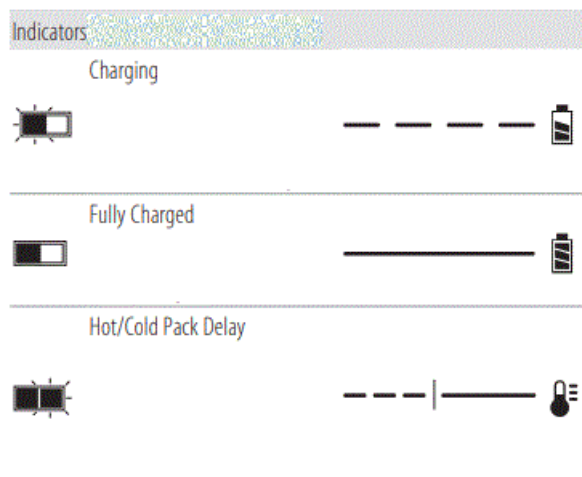 Indicators
Charging
Fully Charged
Hot/Cold Pack Delay